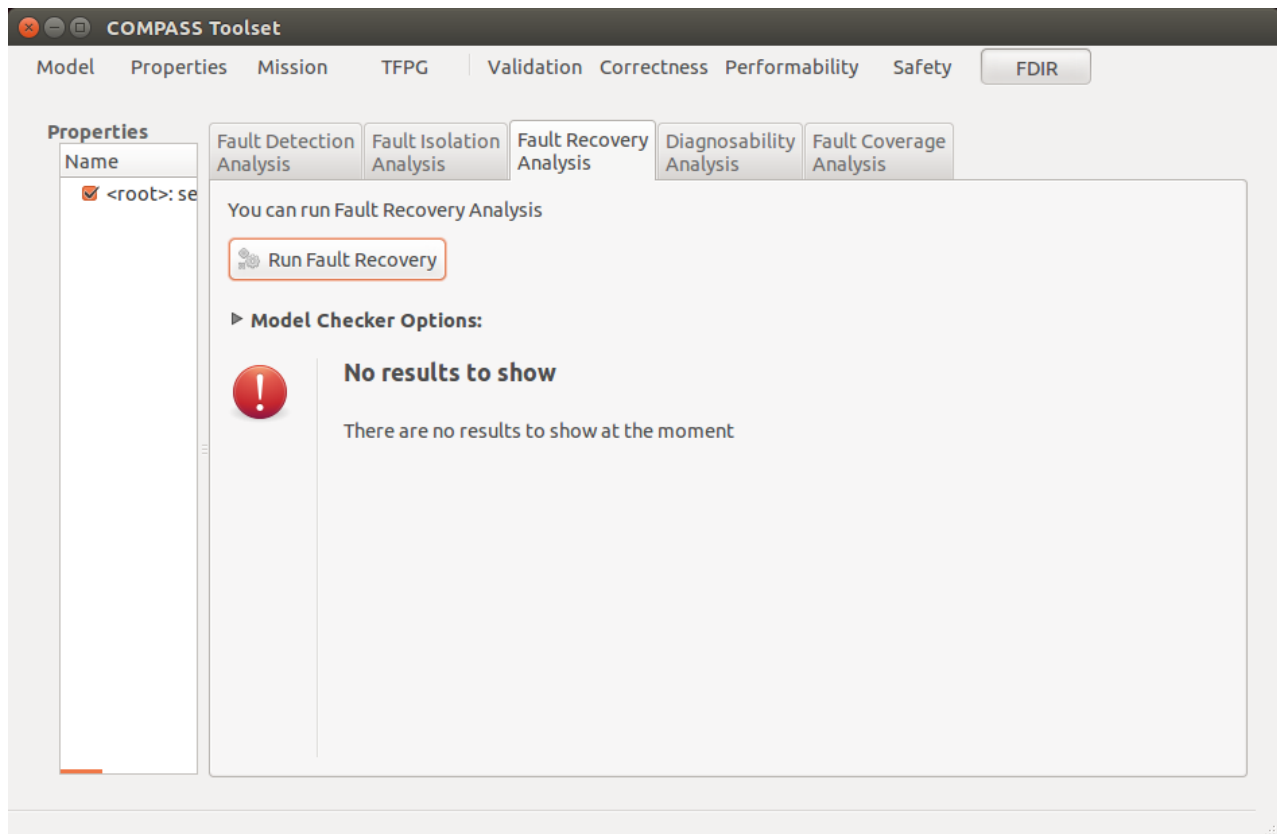 COMPASS Toolset
Model Properties Mission TFPG Validation Correctness Performability Safety FDIR
Properties
Name
<root>: se
Fault Detection
Analysis
Fault Isolation
Analysis
Fault Recovery
Analysis
Diagnosability
Analysis
Fault Coverage
Analysis
You can run Fault Recovery Analysis
Run Fault Recovery
Model Checker Options:
No results to show
There are no results to show at the moment